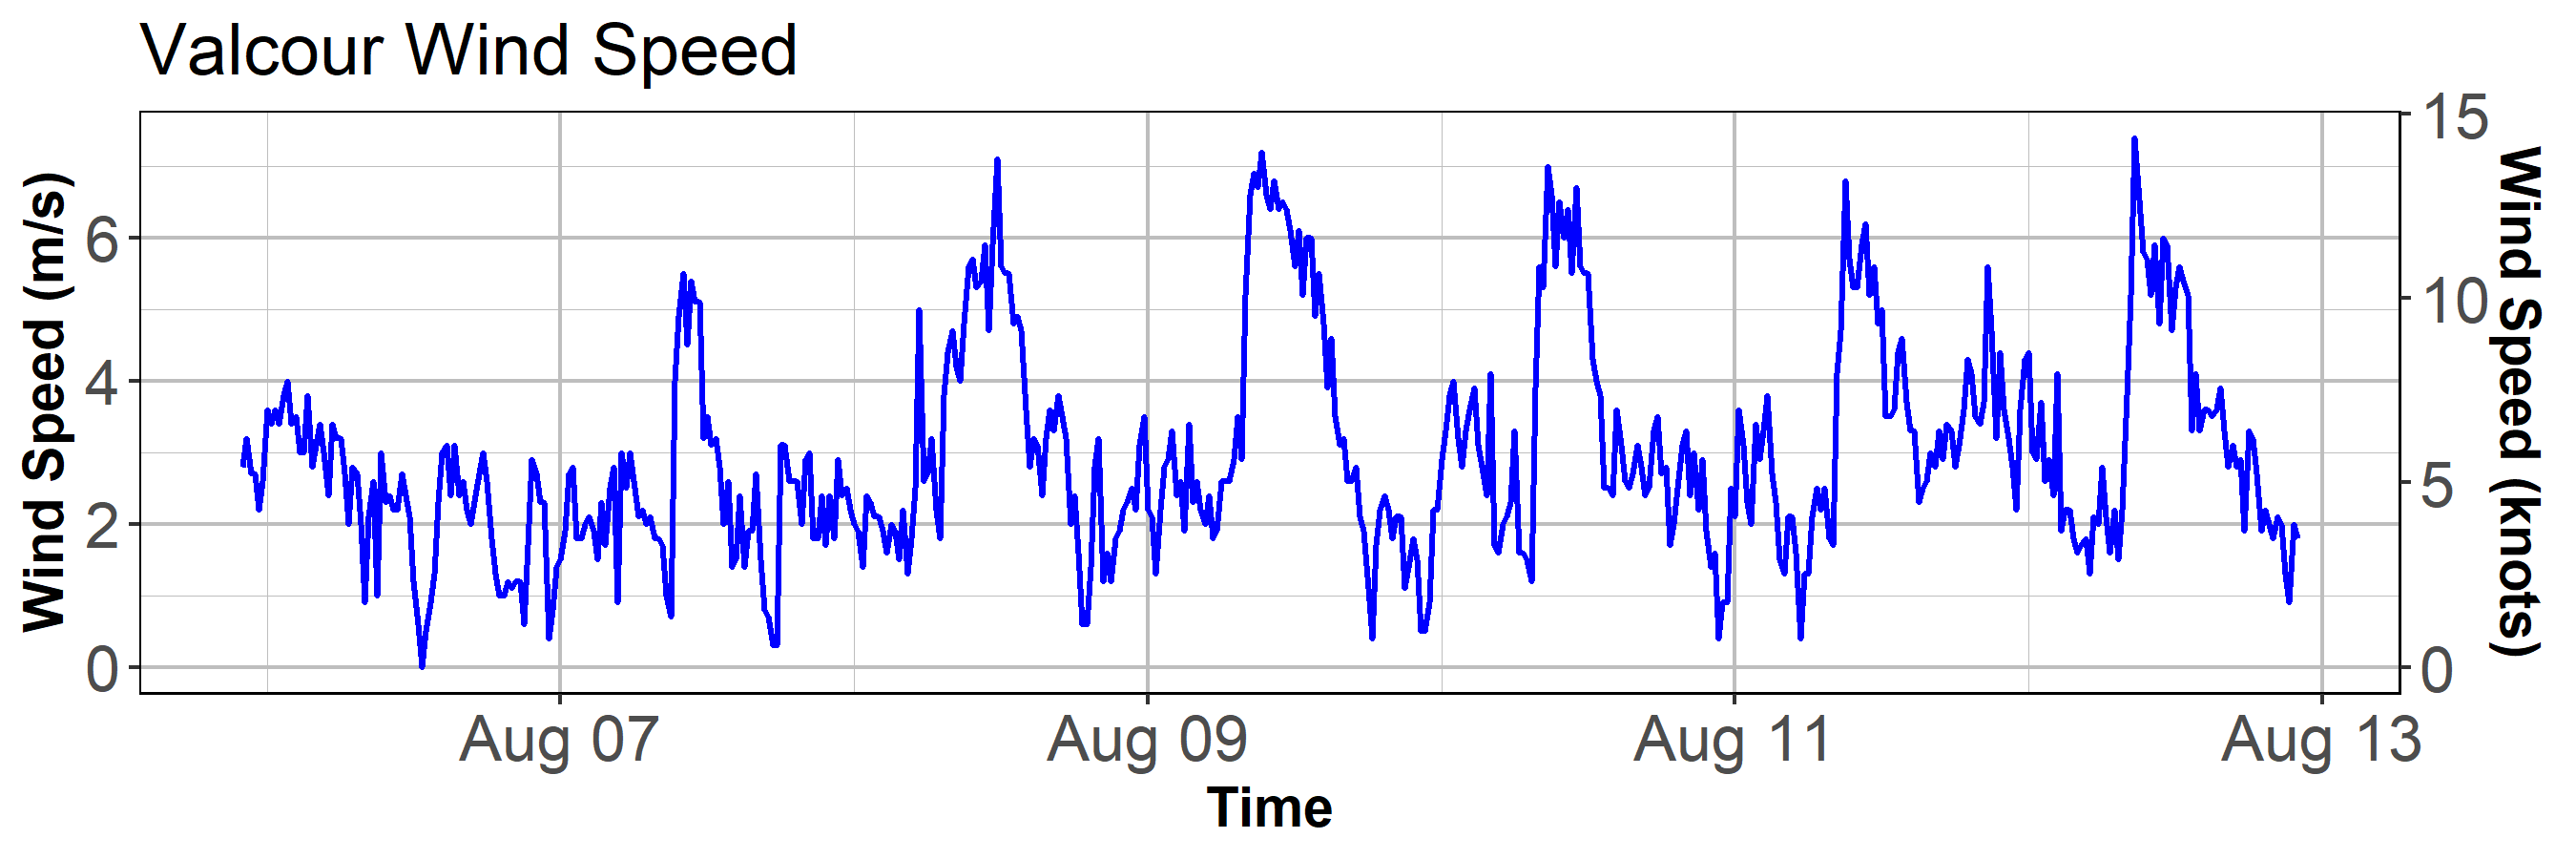 Valcour Wind Speed
Wind Speed (m/s)
6
4
2
0
15
10
5
0
Wind Speed (knots)
Aug 07
Aug 09
Aug 11
Aug 13
Time